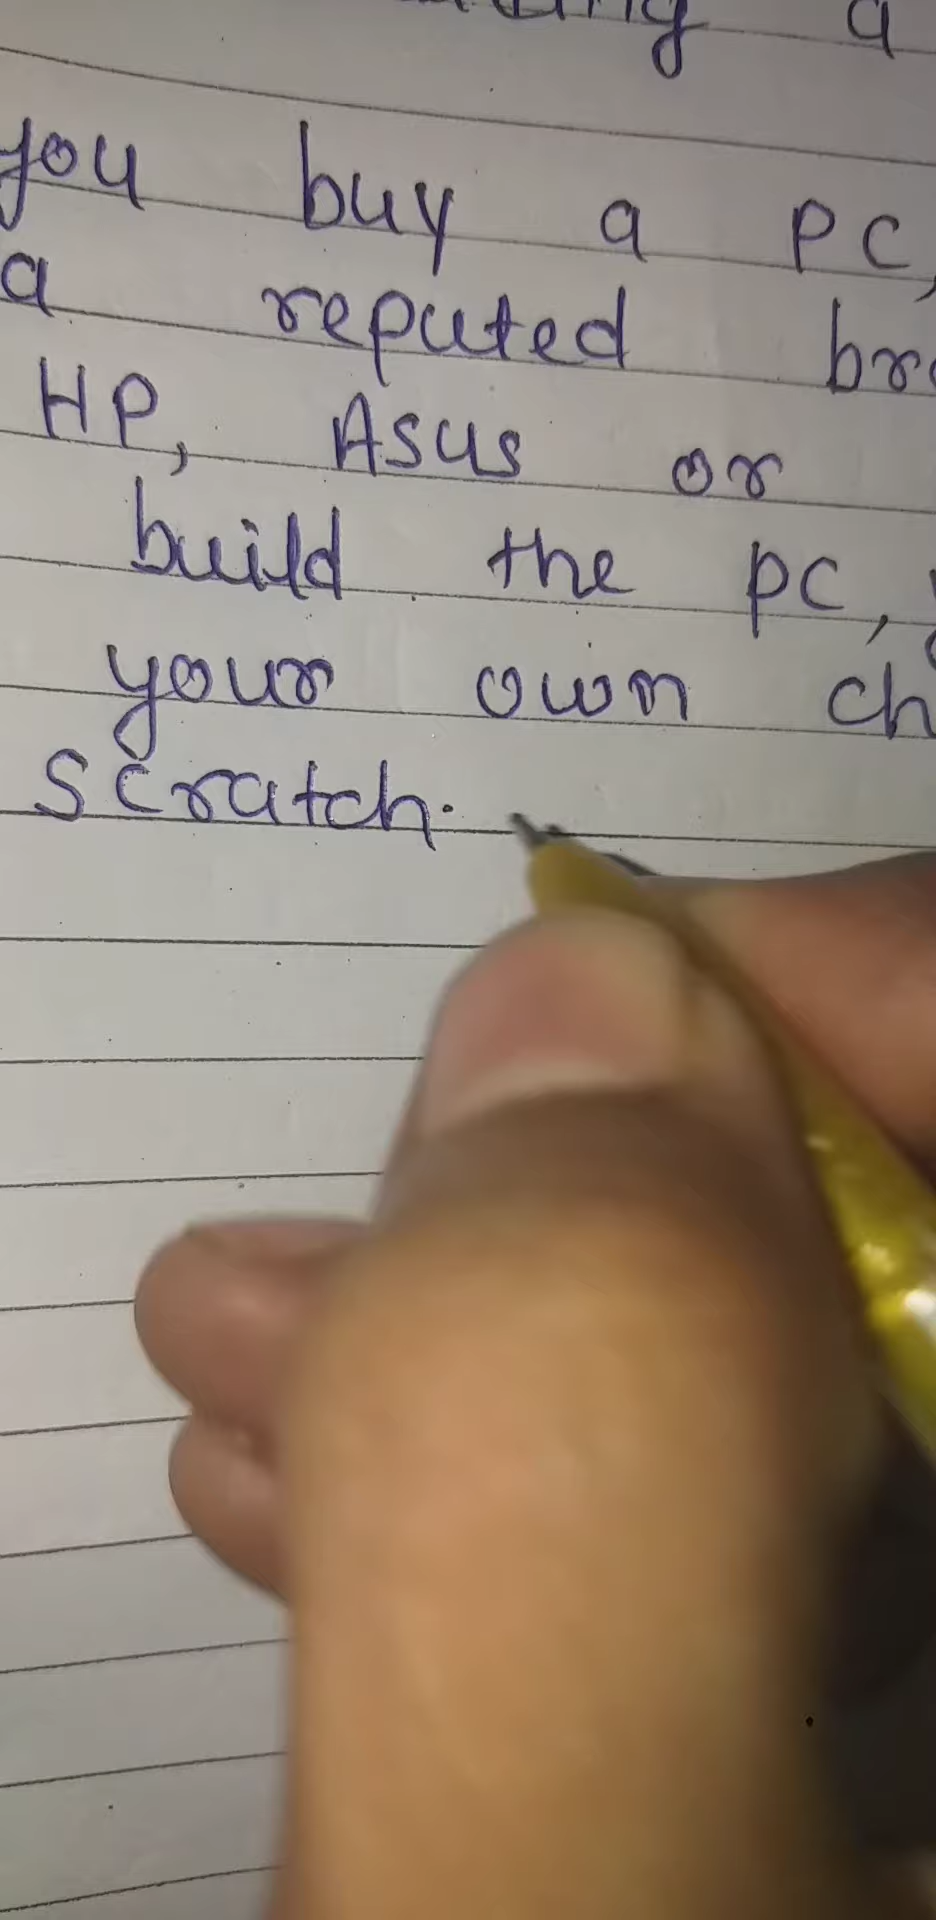 a
you buy a PC,
a reputed
HP, Asus or
build the PC,
your own
scratch.